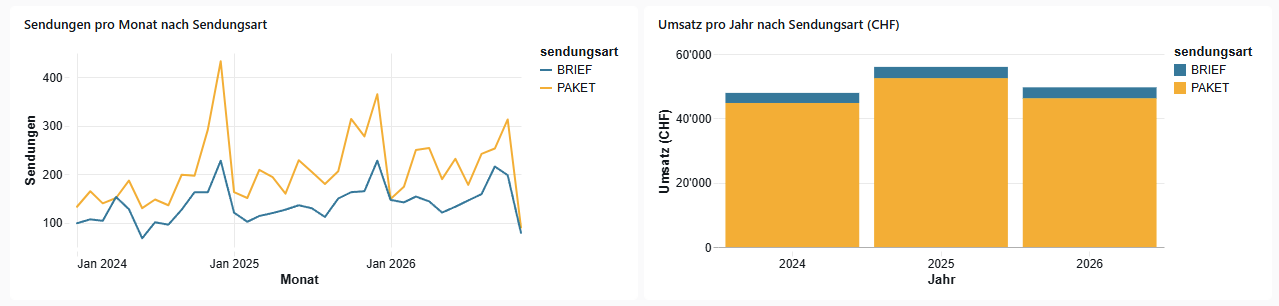 Sendungen pro Monat nach Sendungsart
sendungsart
BRIEF
PAKET
400
300
200
100
Sendungen
Jan 2024
Jan 2025
Jan 2026
Monat
Umsatz pro Jahr nach Sendungsart (CHF)
sendungsart
BRIEF
PAKET
60'000
40'000
20'000
0
Umsatz (CHF)
2024
2025
2026
Jahr